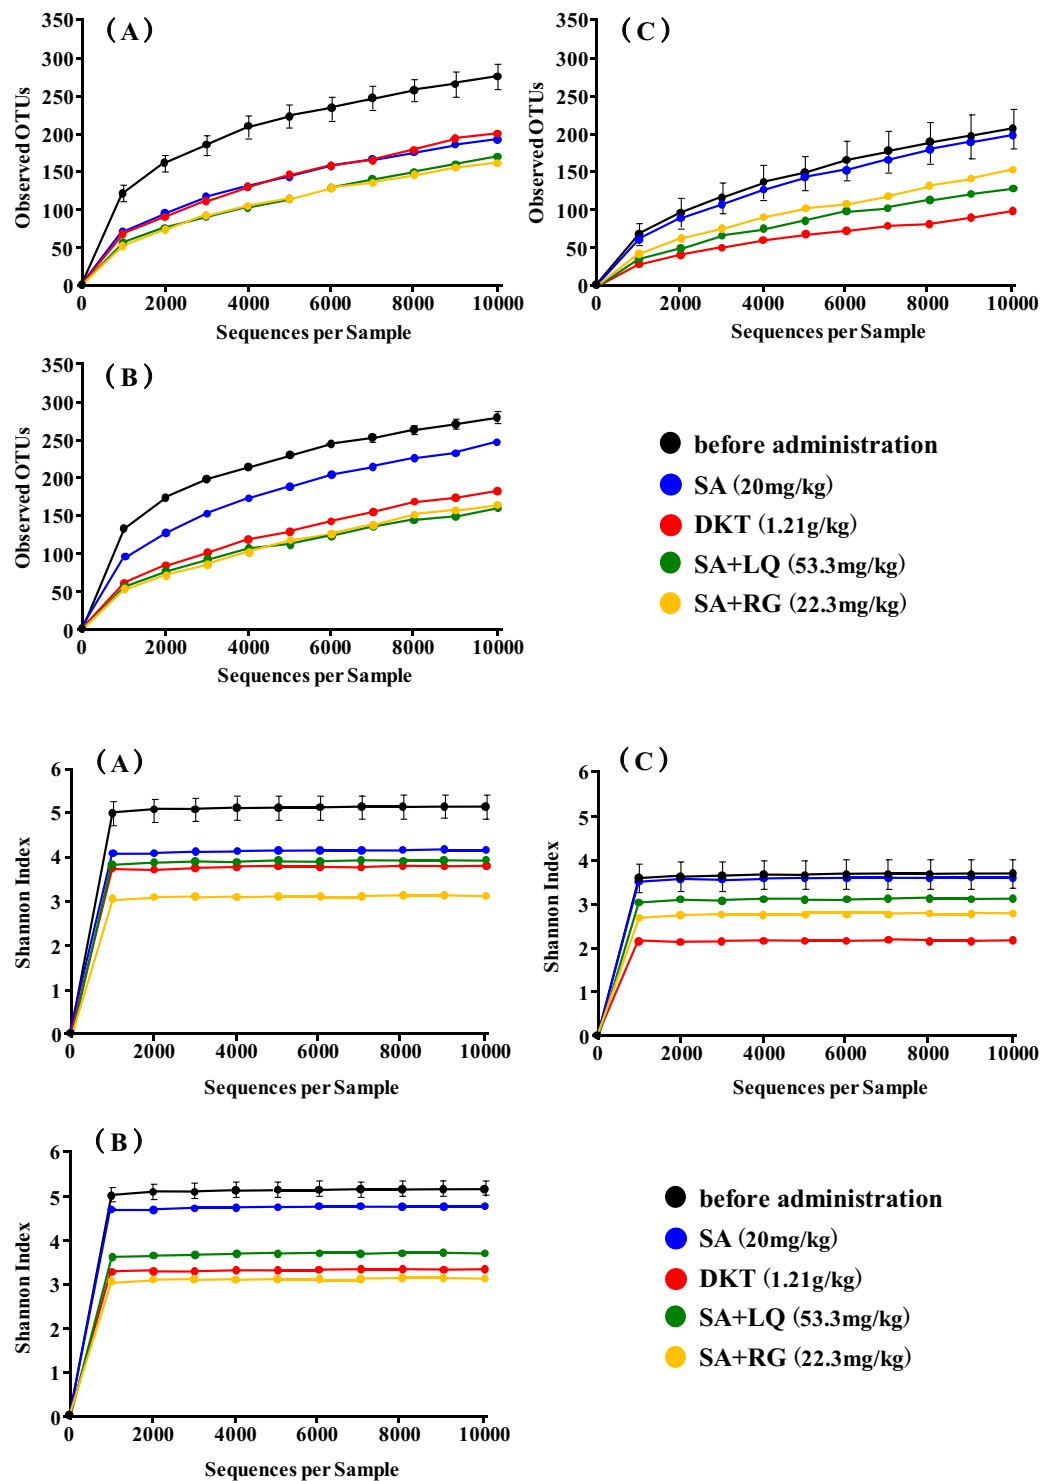 (A)
Observed OTUs
350
300
250
200
150
100
50
0
0 2000 4000 6000 8000 10000
Sequences per Sample
(C)
Observed OTUs
350
300
250
200
150
100
50
0
0 2000 4000 6000 8000 10000
Sequences per Sample
(B)
Observed OTUs
350
300
250
200
150
100
50
0
0 2000 4000 6000 8000 10000
Sequences per Sample
before administration
SA (20mg/kg)
DKT (1.21g/kg)
SA+LQ (53.3mg/kg)
SA+RG (22.3mg/kg)
(A)
Shannon Index
6
5
4
3
2
1
0
0 2000 4000 6000 8000 10000
Sequences per Sample
(C)
Shannon Index
6
5
4
3
2
1
0
0 2000 4000 6000 8000 10000
Sequences per Sample
(B)
Shannon Index
6
5
4
3
2
1
0
0 2000 4000 6000 8000 10000
Sequences per Sample
before administration
SA (20mg/kg)
DKT (1.21g/kg)
SA+LQ (53.3mg/kg)
SA+RG (22.3mg/kg)